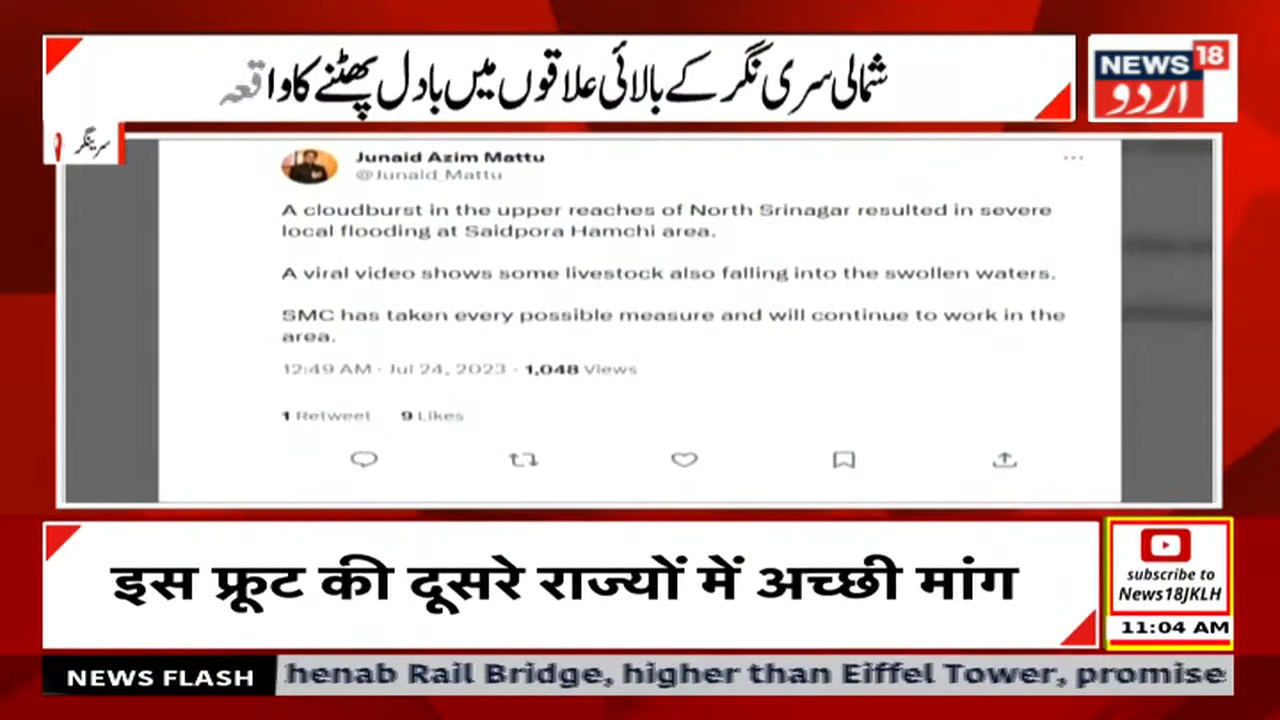 شمالی سری نگر کے بالائی علاقوں میں بادل پھٹنے کا واقعہ
NEWS 18
اردو
سرینگر
Junaid Azim Mattu
@Junaid_Mattu
A cloudburst in the upper reaches of North Srinagar resulted in severe
local flooding at Saidpora Hamchi area.
A viral video shows some livestock also falling into the swollen waters.
SMC has taken every possible measure and will continue to work in the
area.
12:49 AM · Jul 24, 2023 · 1,048 Views
1 Retweet 9 Likes
इस फ्रूट की दूसरे राज्यों में अच्छी मांग
subscribe to
News18JKLH
11:04 AM
NEWS FLASH
henab Rail Bridge, higher than Eiffel Tower, promise